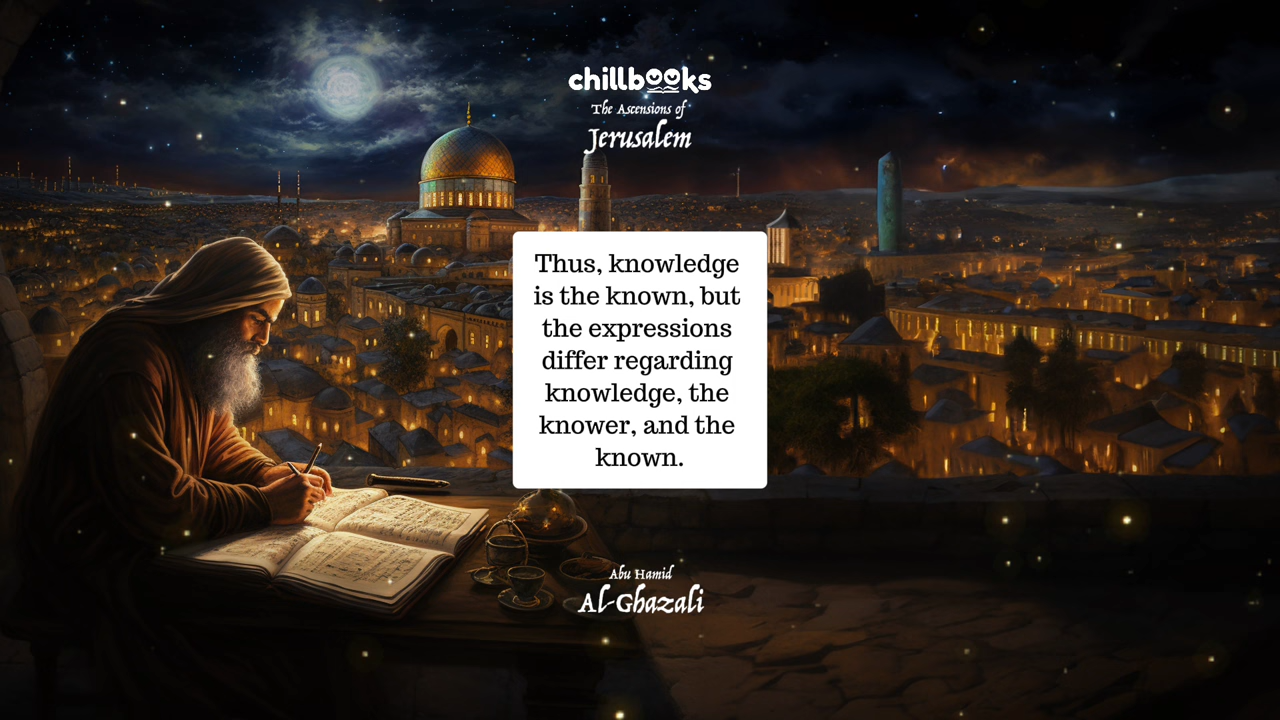 chillbooks
The Ascensions of
Jerusalem
Thus, knowledge
is the known, but
the expressions
differ regarding
knowledge, the
knower, and the
known.
Abu Hamid
Al-Ghazali